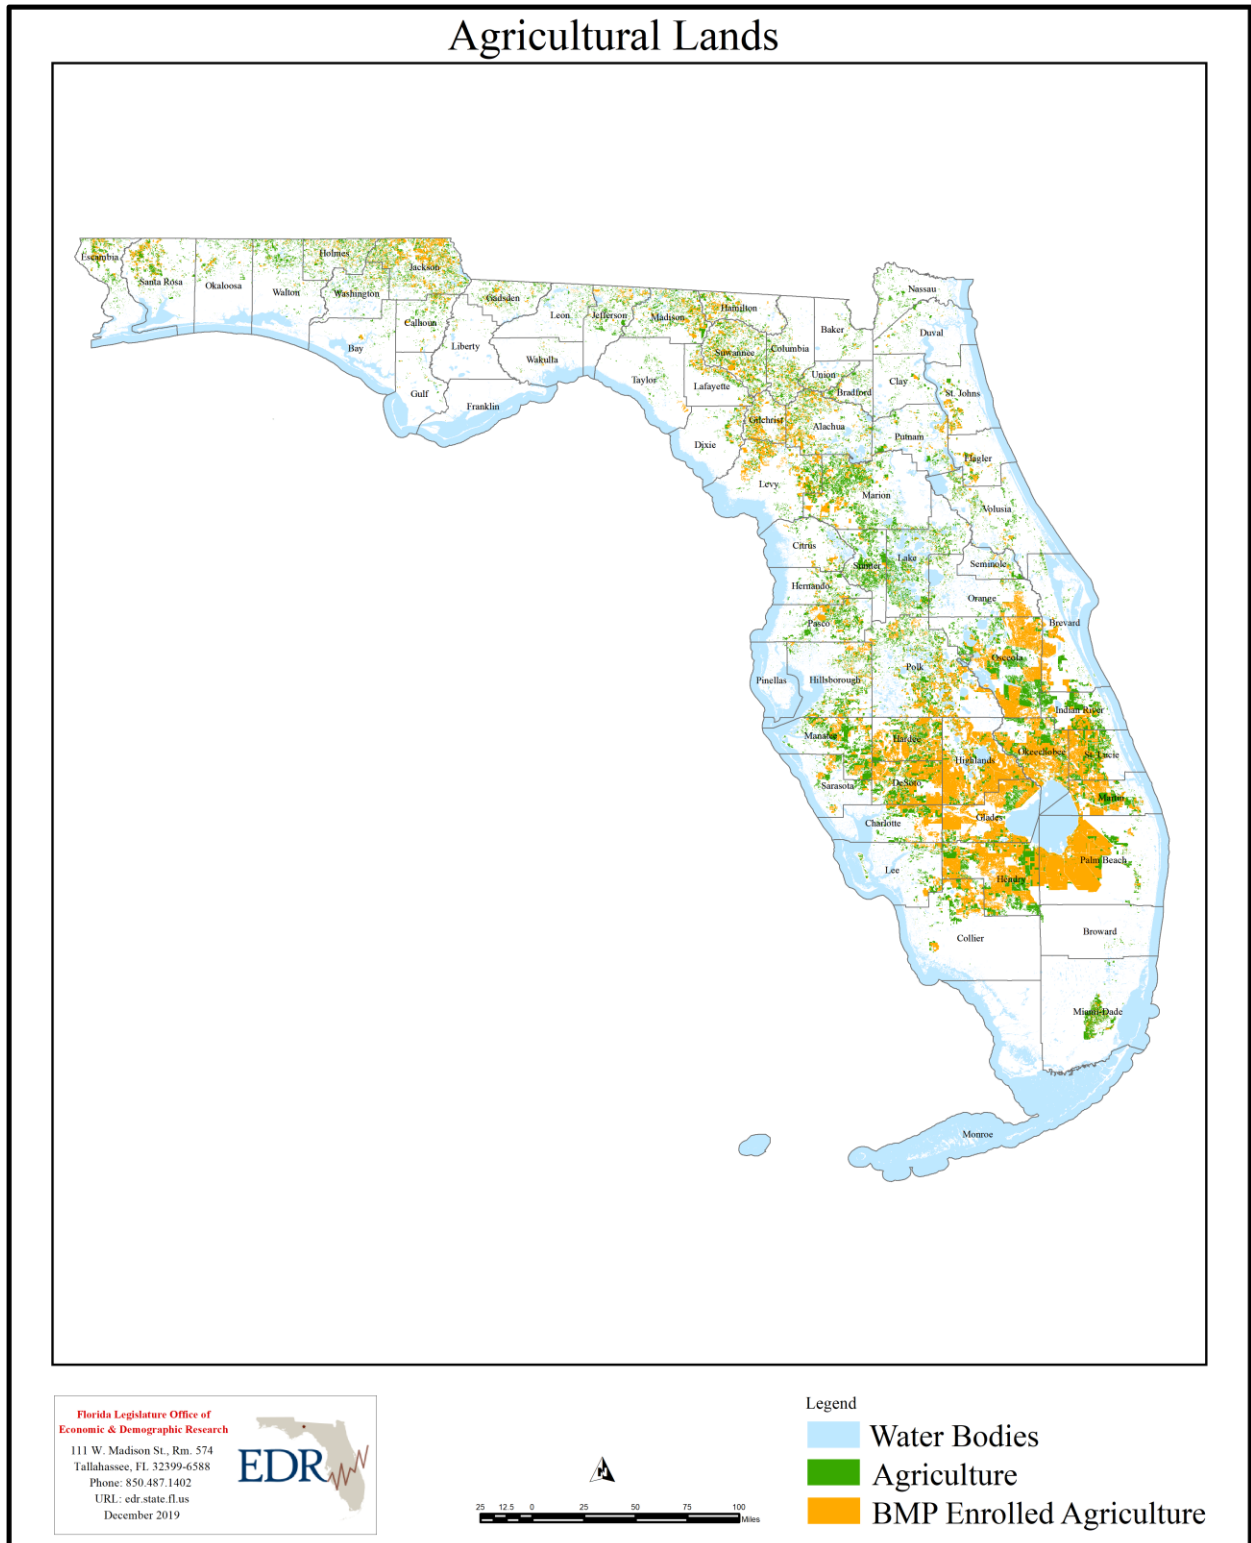 Agricultural Lands
Escambia
Santa Rosa
Okaloosa
Walton
Holmes
Washington
Jackson
Bay
Calhoun
Gulf
Liberty
Franklin
Gadsden
Leon
Wakulla
Jefferson
Madison
Taylor
Hamilton
Suwannee
Lafayette
Dixie
Columbia
Gilchrist
Levy
Baker
Union
Bradford
Alachua
Nassau
Duval
Clay
St. Johns
Putnam
Flagler
Marion
Volusia
Citrus
Sumter
Lake
Seminole
Hernando
Orange
Pasco
Brevard
Pinellas
Hillsborough
Polk
Osceola
Indian River
Manatee
Hardee
Highlands
Okeechobee
St. Lucie
Sarasota
DeSoto
Martin
Charlotte
Glades
Lee
Hendry
Palm Beach
Collier
Broward
Miami-Dade
Monroe
Florida Legislature Office of
Economic & Demographic Research
111 W. Madison St., Rm. 574
Tallahassee, FL 32399-6588
Phone: 850.487.1402
URL: edr.state.fl.us
December 2019
EDR
25 12.5 0 25 50 75 100
Miles
Legend
Water Bodies
Agriculture
BMP Enrolled Agriculture